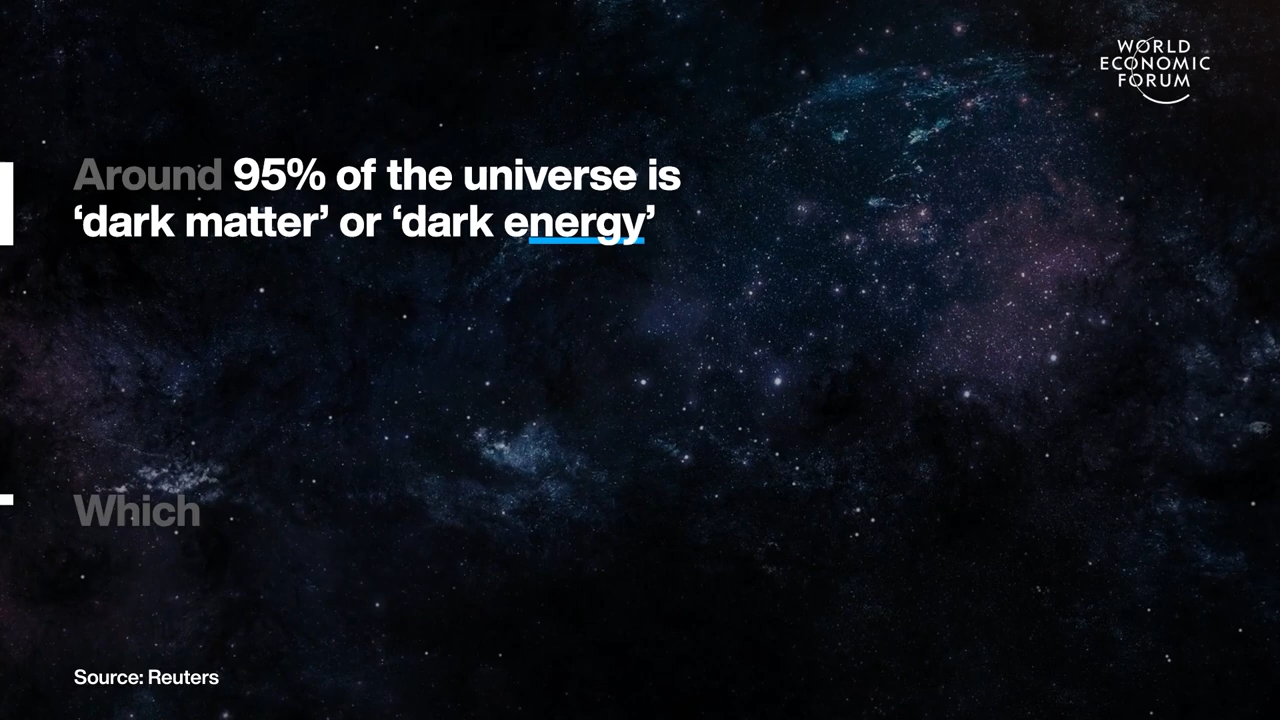 WORLD
ECONOMIC
FORUM
Around 95% of the universe is
‘dark matter’ or ‘dark energy’
Which
Source: Reuters